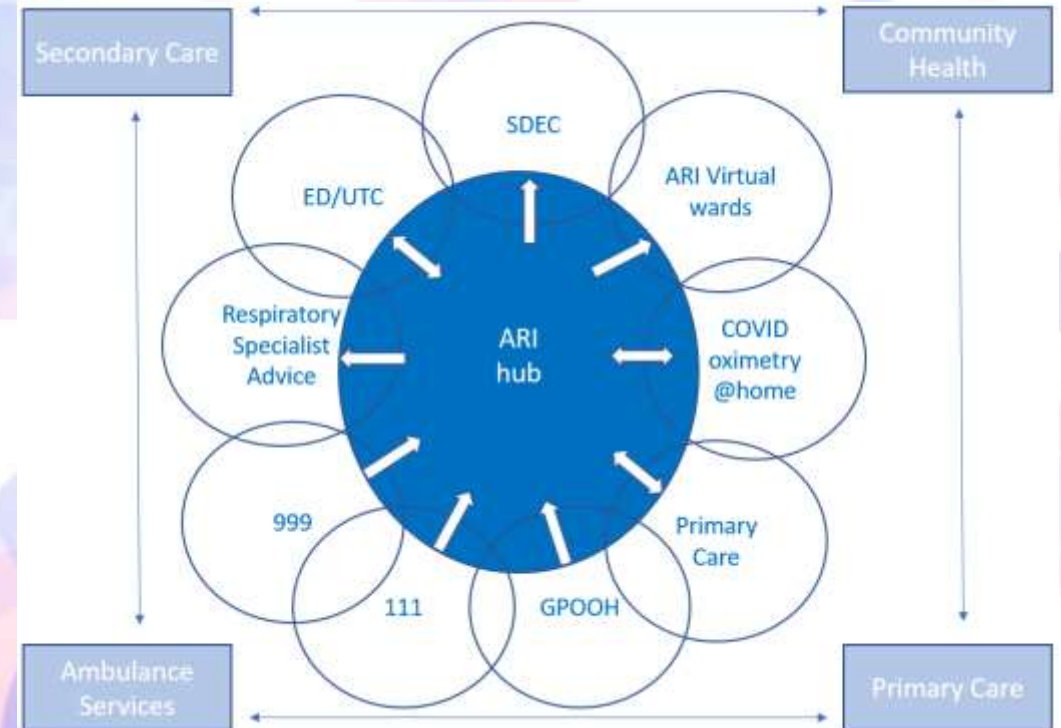 Secondary Care
Community
Health
SDEC
ED/UTC
ARI Virtual
wards
Respiratory
Specialist
Advice
ARI
hub
COVID
oximetry
@home
999
Primary
Care
111
GPOOH
Ambulance
Services
Primary Care